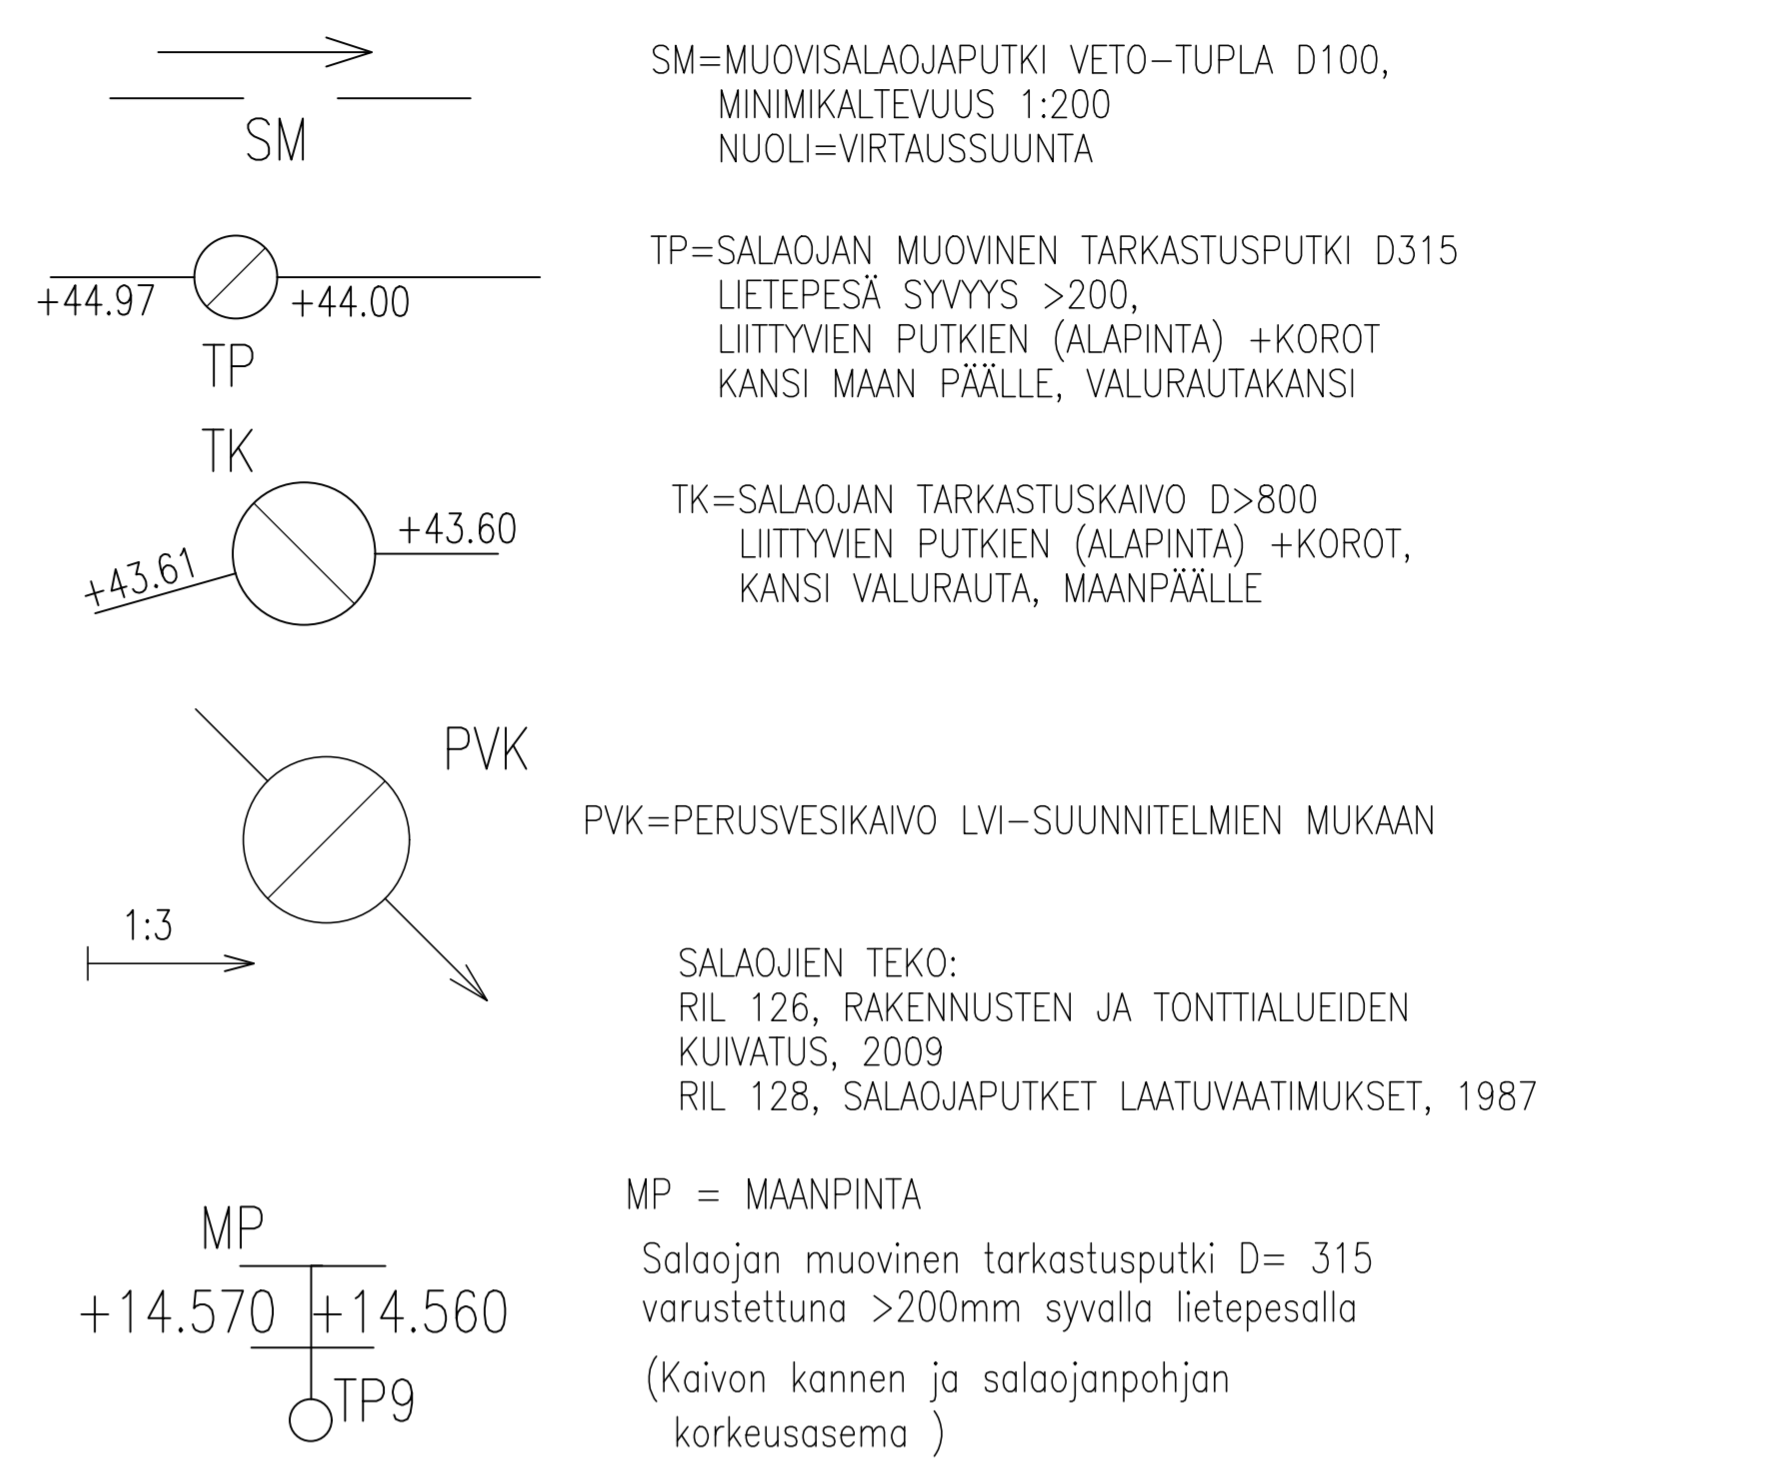 SM=MUOVISALAOJAPUTKI VETO-TUPLA D100,
MINIMIKALTEVUUS 1:200
NUOLI=VIRTAUSSUUNTA
SM
TP=SALAOJAN MUOVINEN TARKASTUSPUTKI D315
LIETEPESÄ SYVYYS >200,
LIITTYVIEN PUTKIEN (ALAPINTA) +KOROT
KANSI MAAN PÄÄLLE, VALURAUTAKANSI
+44.97 +44.00
TP
TK
+43.61 +43.60
TK=SALAOJAN TARKASTUSKAIVO D>800
LIITTYVIEN PUTKIEN (ALAPINTA) +KOROT,
KANSI VALURAUTA, MAANPÄÄLLE
PVK
PVK=PERUSVESIKAIVO LVI-SUUNNITELMIEN MUKAAN
1:3
SALAOJIEN TEKO:
RIL 126, RAKENNUSTEN JA TONTTIALUEIDEN
KUIVATUS, 2009
RIL 128, SALAOJAPUTKET LAATUVAATIMUKSET, 1987
MP
+14.570 +14.560
TP9
MP = MAANPINTA
Salaojan muovinen tarkastusputki D= 315
varustettuna >200mm syvalla lietepesalla
(Kaivon kannen ja salaojanpohjan
korkeusasema )